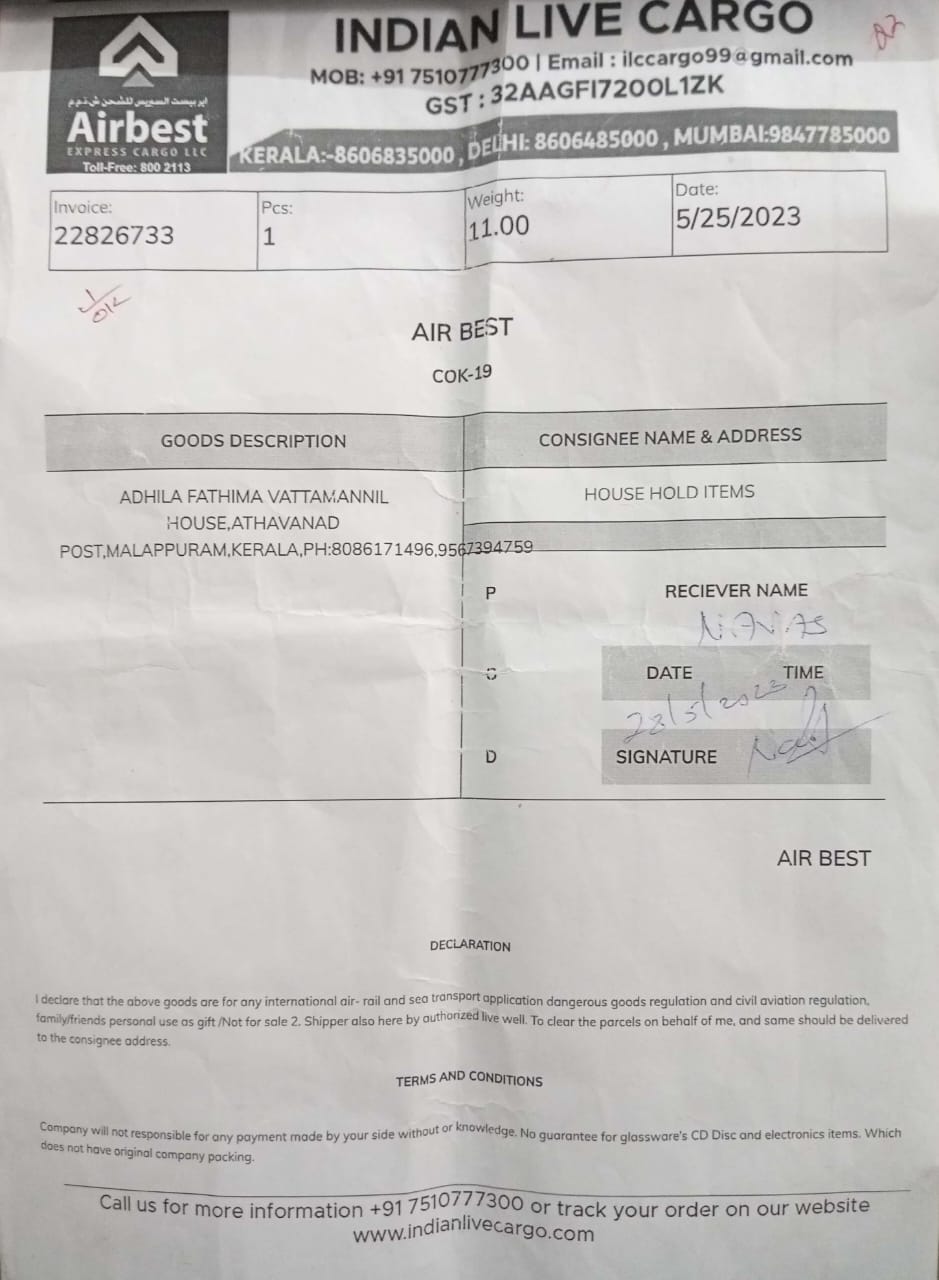 INDIAN LIVE CARGO
MOB: +91 7510777300 | Email : ilccargo99@gmail.com
GST : 32AAGFI7200L1ZK
KERALA:-8606835000 , DELHI: 8606485000 , MUMBAI:9847785000
اير بيست اكسبريس للشحن ش.ذ.م.م
Airbest
EXPRESS CARGO LLC
Toll-Free: 800 2113
Invoice: Pcs: Weight: Date:
22826733 1 11.00 5/25/2023
OK
AIR BEST
COK-19
GOODS DESCRIPTION CONSIGNEE NAME & ADDRESS
ADHILA FATHIMA VATTAMANNIL
HOUSE,ATHAVANAD
POST,MALAPPURAM,KERALA,PH:8086171496,9567394759
HOUSE HOLD ITEMS
P RECIEVER NAME
NAVAS
O DATE TIME
28/5/2023
D SIGNATURE
AIR BEST
DECLARATION
I declare that the above goods are for any international air- rail and sea transport application dangerous goods regulation and civil aviation regulation,
family/friends personal use as gift /Not for sale 2. Shipper also here by authorized live well. To clear the parcels on behalf of me, and same should be delivered
to the consignee address.
TERMS AND CONDITIONS
Company will not responsible for any payment made by your side without or knowledge. No guarantee for glassware's CD Disc and electronics items. Which
does not have original company packing.
Call us for more information +91 7510777300 or track your order on our website
www.indianlivecargo.com